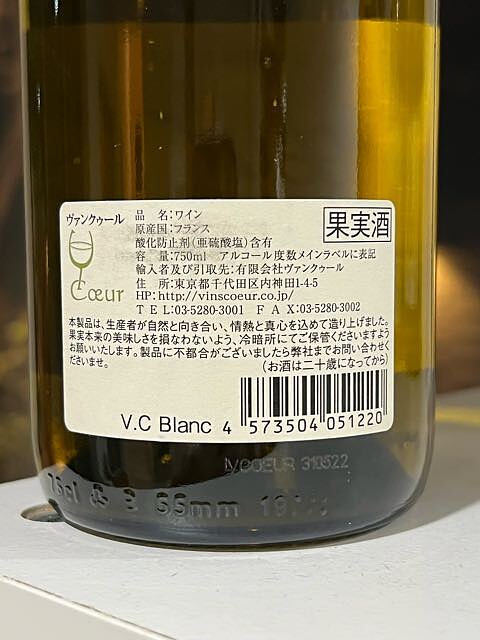 ヴァンクゥール
Cœur
品 名:ワイン
果実酒
原産国:フランス
酸化防止剤(亜硫酸塩)含有
容 量:750ml アルコール度数メインラベルに表記
輸入者及び引取先:有限会社ヴァンクゥール
住 所:東京都千代田区内神田1-4-5
HP:http://vinscoeur.co.jp/
TEL:03-5280-3001 FAX:03-5280-3002
本製品は、生産者が自然と向き合い、情熱と真心を込めて造り上げました。
果実本来の美味しさを損なわないよう、冷暗所にてご保管くださいますよう
お願いいたします。製品に不都合がございましたら弊社までお問い合わせく
ださいませ。
(お酒は二十歳になってから)
V.C Blanc
4 573504 051220
IVCOEUR 310522
75cl 3 65mm